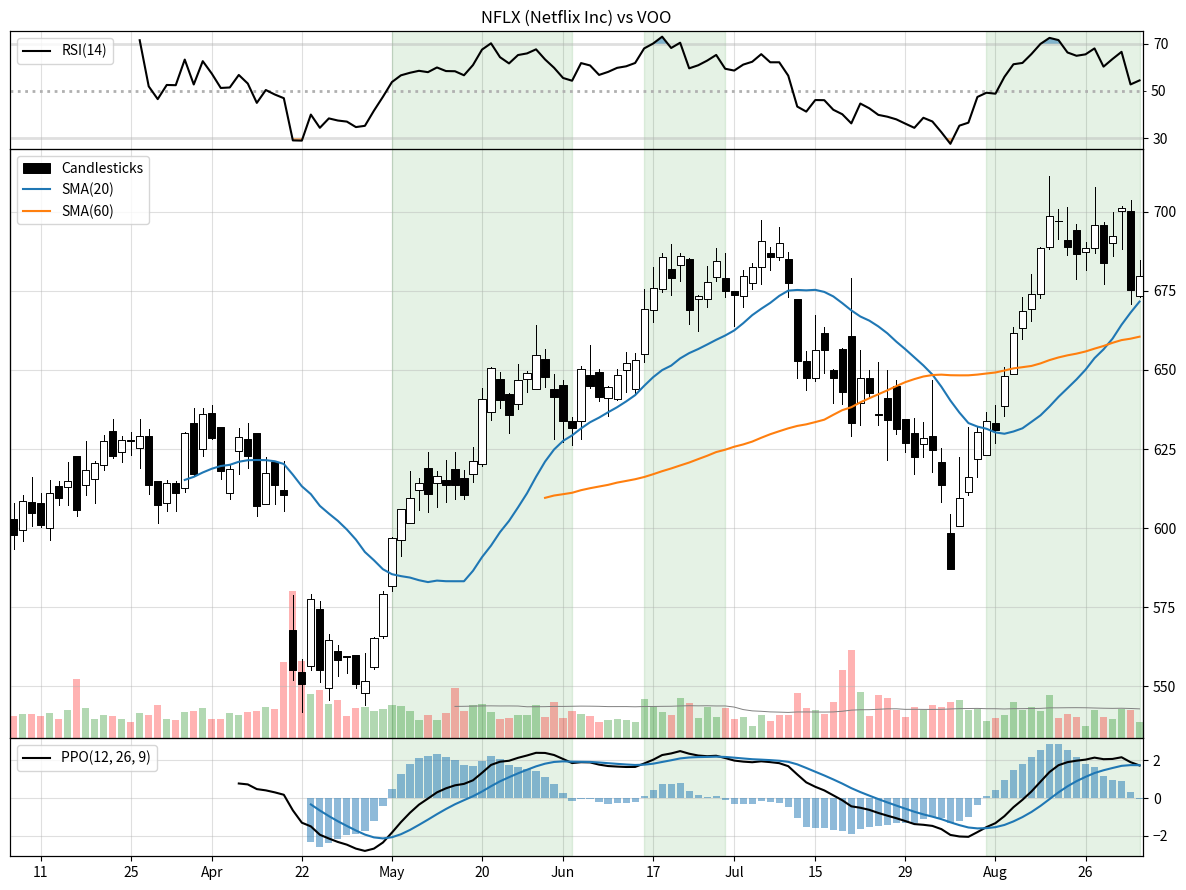 NFLX (Netflix Inc) vs VOO
RSI(14)
70
50
30
Candlesticks
SMA(20)
SMA(60)
700
675
650
625
600
575
550
PPO(12, 26, 9)
2
0
−2
11 25 Apr 22 May 20 Jun 17 Jul 15 29 Aug 26